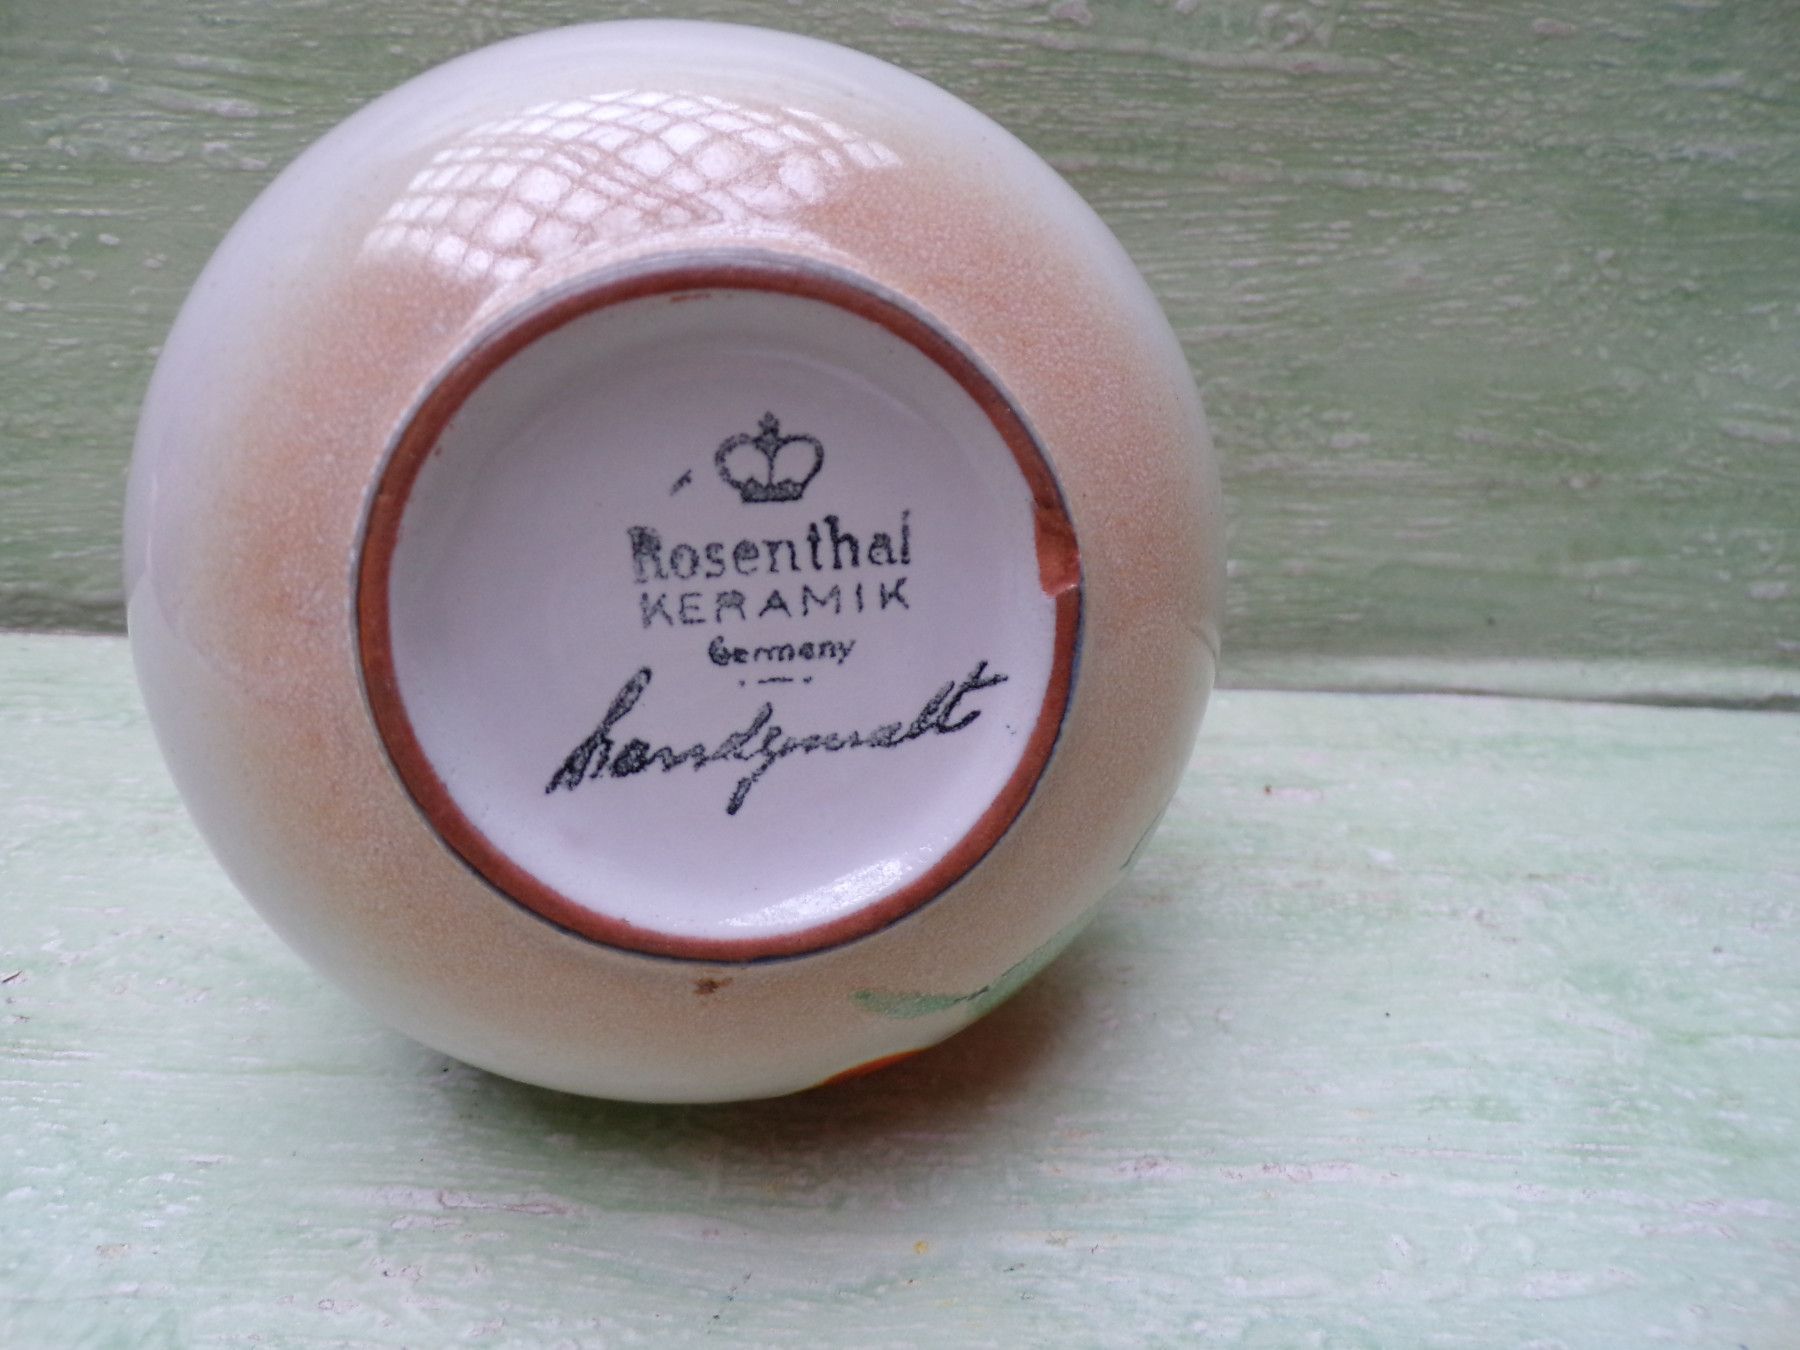 Rosenthal
KERAMIK
Germany
handgemalt